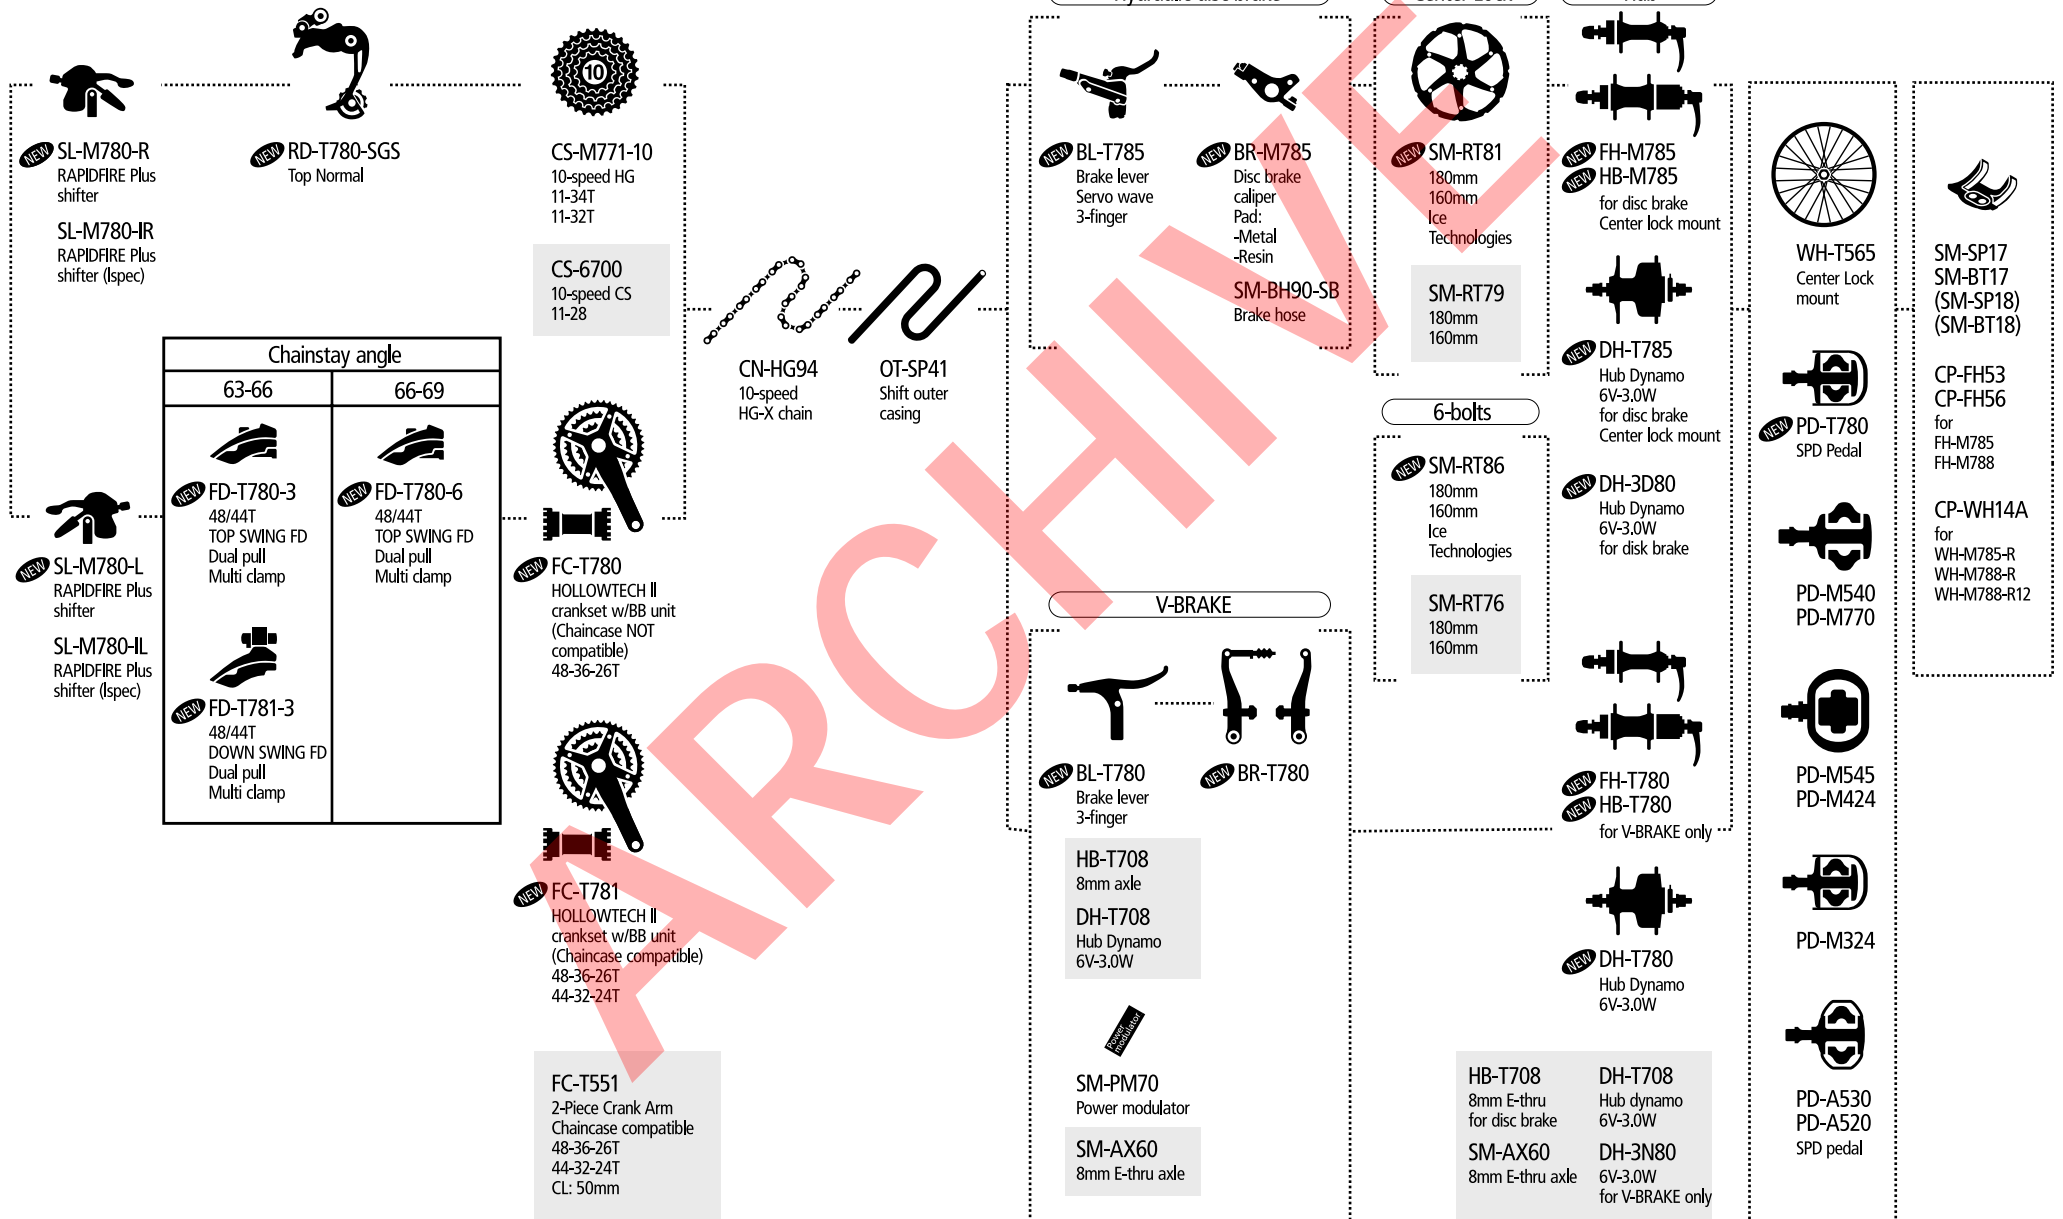 Hydraulic disc brake
Center Lock
Hub
NEW SL-M780-R
RAPIDFIRE Plus
shifter
SL-M780-IR
RAPIDFIRE Plus
shifter (Ispec)
NEW RD-T780-SGS
Top Normal
10
CS-M771-10
10-speed HG
11-34T
11-32T
CS-6700
10-speed CS
11-28
Chainstay angle
63-66
66-69
NEW FD-T780-3
48/44T
TOP SWING FD
Dual pull
Multi clamp
NEW FD-T780-6
48/44T
TOP SWING FD
Dual pull
Multi clamp
NEW FD-T781-3
48/44T
DOWN SWING FD
Dual pull
Multi clamp
NEW SL-M780-L
RAPIDFIRE Plus
shifter
SL-M780-IL
RAPIDFIRE Plus
shifter (Ispec)
NEW FC-T780
HOLLOWTECH II
crankset w/BB unit
(Chaincase NOT
compatible)
48-36-26T
NEW FC-T781
HOLLOWTECH II
crankset w/BB unit
(Chaincase compatible)
48-36-26T
44-32-24T
FC-T551
2-Piece Crank Arm
Chaincase compatible
48-36-26T
44-32-24T
CL: 50mm
CN-HG94
10-speed
HG-X chain
OT-SP41
Shift outer
casing
NEW BL-T785
Brake lever
Servo wave
3-finger
NEW BR-M785
Disc brake
caliper
Pad:
-Metal
-Resin
SM-BH90-SB
Brake hose
V-BRAKE
NEW BL-T780
Brake lever
3-finger
NEW BR-T780
HB-T708
8mm axle
DH-T708
Hub Dynamo
6V-3.0W
Power
modulator
SM-PM70
Power modulator
SM-AX60
8mm E-thru axle
NEW SM-RT81
180mm
160mm
Ice
Technologies
SM-RT79
180mm
160mm
6-bolts
NEW SM-RT86
180mm
160mm
Ice
Technologies
SM-RT76
180mm
160mm
NEW FH-M785
NEW HB-M785
for disc brake
Center lock mount
NEW DH-T785
Hub Dynamo
6V-3.0W
for disc brake
Center lock mount
NEW DH-3D80
Hub Dynamo
6V-3.0W
for disk brake
NEW FH-T780
NEW HB-T780
for V-BRAKE only
NEW DH-T780
Hub Dynamo
6V-3.0W
HB-T708
8mm E-thru
for disc brake
SM-AX60
8mm E-thru axle
DH-T708
Hub dynamo
6V-3.0W
DH-3N80
6V-3.0W
for V-BRAKE only
WH-T565
Center Lock
mount
NEW PD-T780
SPD Pedal
PD-M540
PD-M770
PD-M545
PD-M424
PD-M324
PD-A530
PD-A520
SPD pedal
SM-SP17
SM-BT17
(SM-SP18)
(SM-BT18)
CP-FH53
CP-FH56
for
FH-M785
FH-M788
CP-WH14A
for
WH-M785-R
WH-M788-R
WH-M788-R12
ARCHIVE